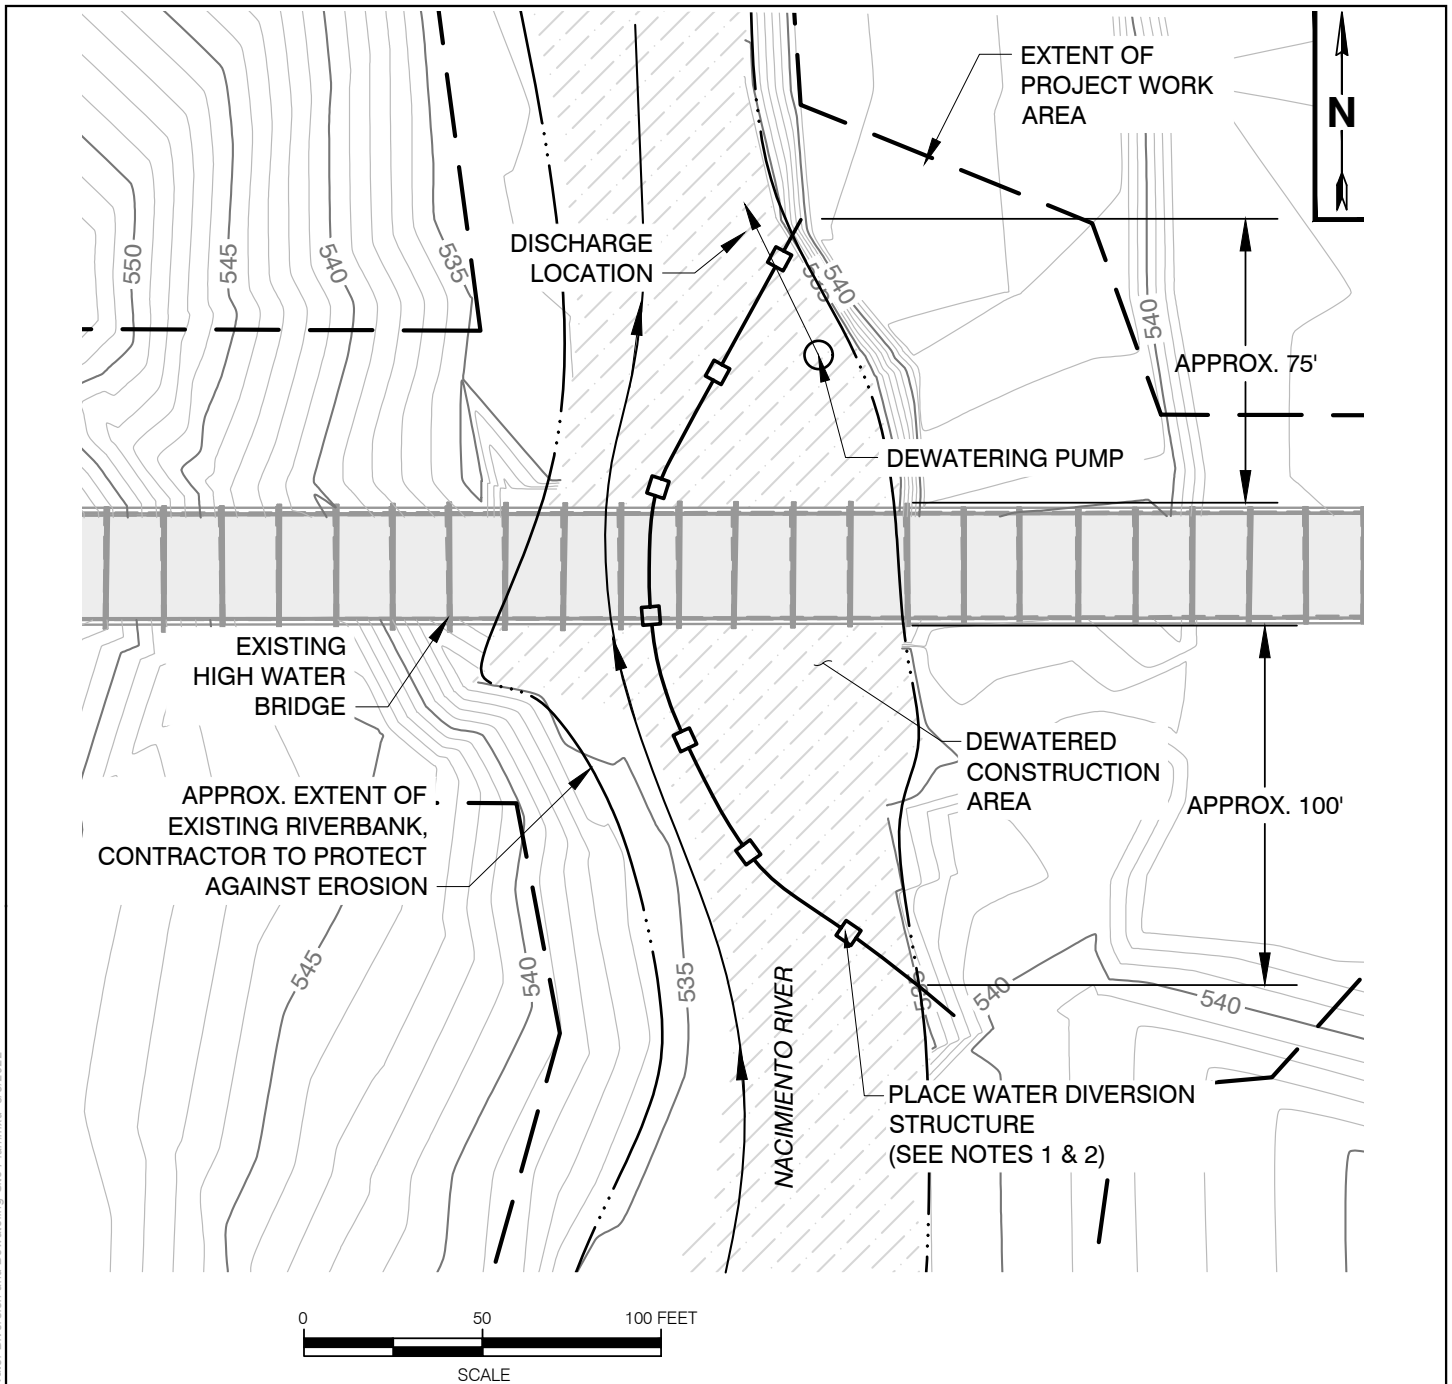 EXTENT OF
PROJECT WORK
AREA
N
DISCHARGE
LOCATION
550
545
540
535
535
540
540
APPROX. 75'
DEWATERING PUMP
EXISTING
HIGH WATER
BRIDGE
DEWATERED
CONSTRUCTION
AREA
APPROX. 100'
APPROX. EXTENT OF
EXISTING RIVERBANK,
CONTRACTOR TO PROTECT
AGAINST EROSION
545
540
535
NACIMIENTO RIVER
535
540
540
PLACE WATER DIVERSION
STRUCTURE
(SEE NOTES 1 & 2)
0 50 100 FEET
SCALE